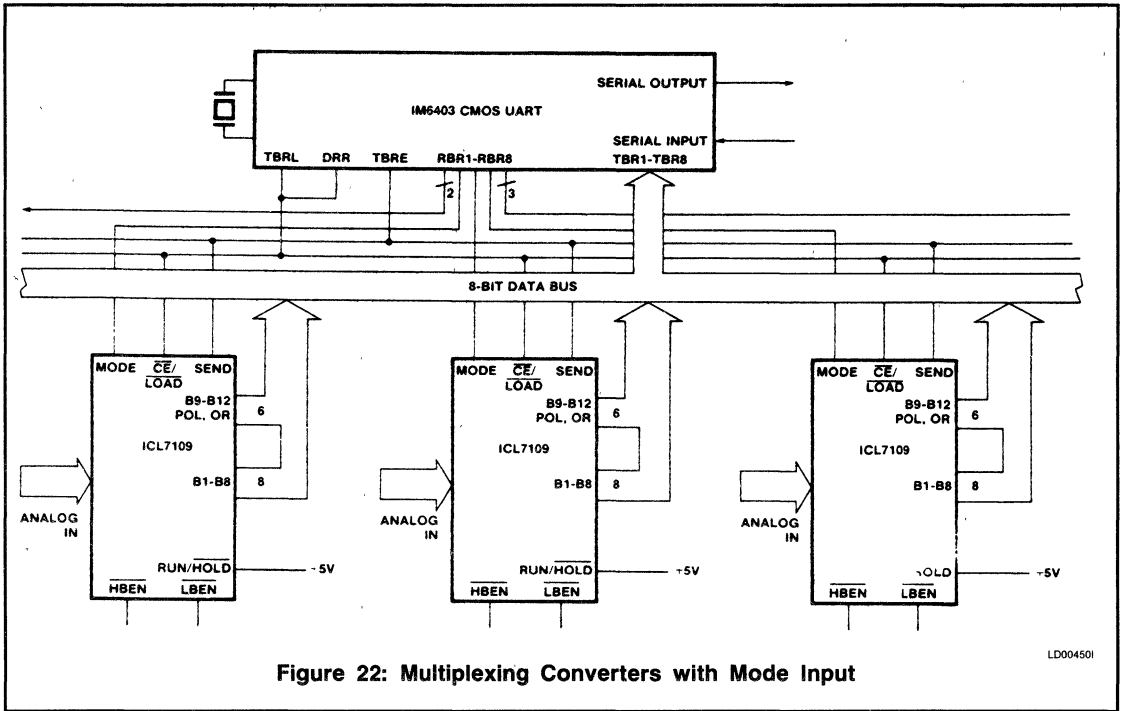 SERIAL OUTPUT
IM6403 CMOS UART
SERIAL INPUT
TBRL DRR TBRE RBR1-RBR8 TBR1-TBR8
2 3
8-BIT DATA BUS
MODE CE/ LOAD SEND
B9-B12
POL, OR 6
ICL7109
B1-B8 8
ANALOG
IN
RUN/HOLD +5V
HBEN LBEN
MODE CE/ LOAD SEND
B9-B12
POL, OR 6
ICL7109
B1-B8 8
ANALOG
IN
RUN/HOLD +5V
HBEN LBEN
MODE CE/ LOAD SEND
B9-B12
POL, OR 6
ICL7109
B1-B8 8
ANALOG
IN
OLD +5V
HBEN LBEN
LD00450I
Figure 22: Multiplexing Converters with Mode Input